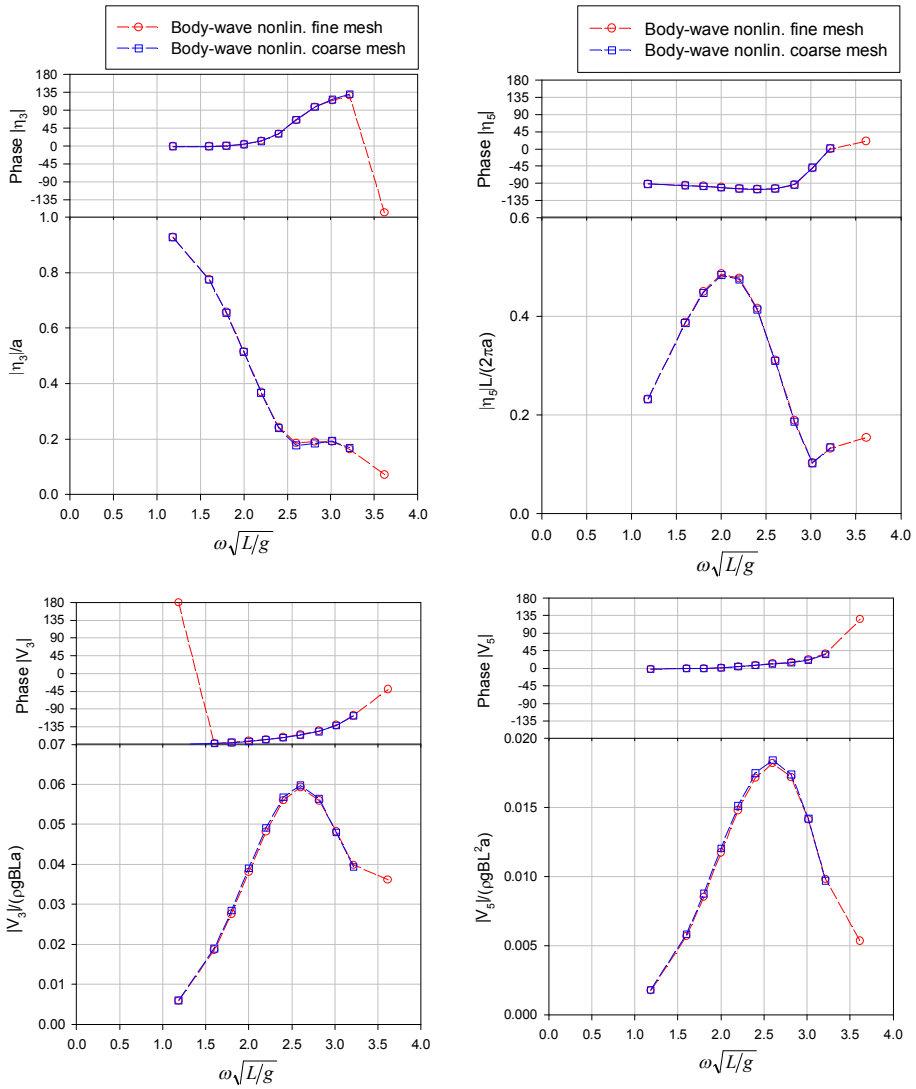 Body-wave nonlin. fine mesh
Body-wave nonlin. coarse mesh
Phase |η₃|
180
135
90
45
0
-45
-90
-135
1.0
|η₃|/a
0.8
0.6
0.4
0.2
0.0
0.0 0.5 1.0 1.5 2.0 2.5 3.0 3.5 4.0
ω√L/g
Body-wave nonlin. fine mesh
Body-wave nonlin. coarse mesh
Phase |η₅|
180
135
90
45
0
-45
-90
-135
0.6
|η₅|L/(2πa)
0.4
0.2
0.0
0.0 0.5 1.0 1.5 2.0 2.5 3.0 3.5 4.0
ω√L/g
Phase |V₃|
180
135
90
45
0
-45
-90
-135
0.07
|V₃|/(ρgBLa)
0.06
0.05
0.04
0.03
0.02
0.01
0.00
0.0 0.5 1.0 1.5 2.0 2.5 3.0 3.5 4.0
ω√L/g
Phase |V₅|
180
135
90
45
0
-45
-90
-135
0.020
|V₅|/(ρgBL²a)
0.015
0.010
0.005
0.000
0.0 0.5 1.0 1.5 2.0 2.5 3.0 3.5 4.0
ω√L/g